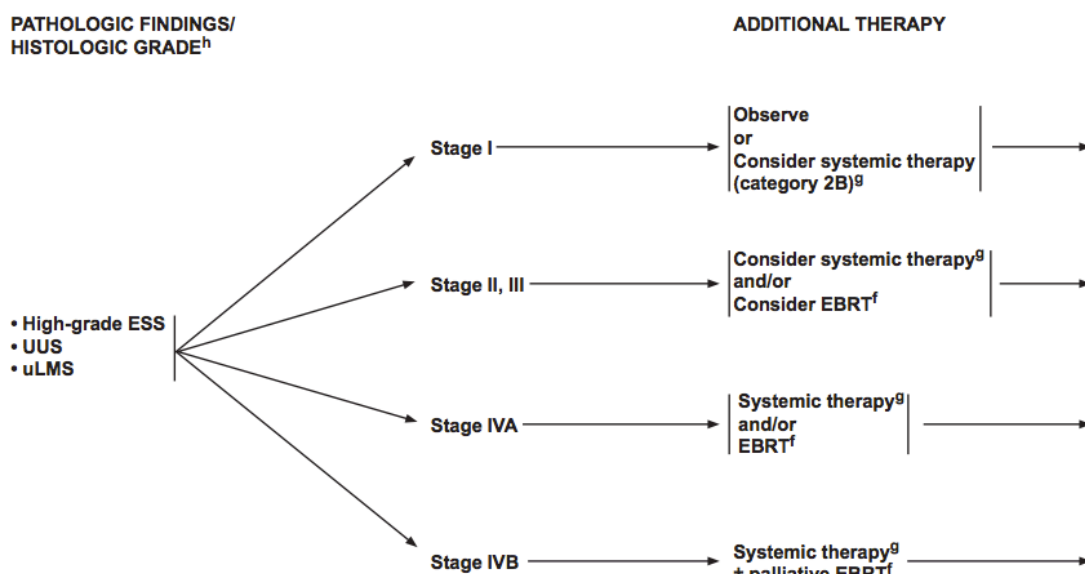 PATHOLOGIC FINDINGS/
HISTOLOGIC GRADEʰ
ADDITIONAL THERAPY
• High-grade ESS
• UUS
• uLMS
Stage I
Observe
or
Consider systemic therapy
(category 2B)ᵍ
Stage II, III
Consider systemic therapyᵍ
and/or
Consider EBRTᶠ
Stage IVA
Systemic therapyᵍ
and/or
EBRTᶠ
Stage IVB
Systemic therapyᵍ
palliative EBRTᶠ